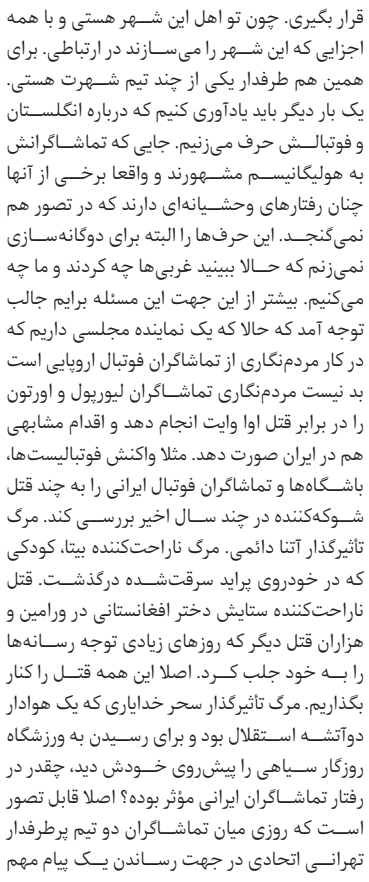 قرار بگیری. چون تو اهل این شهر هستی و با همه
اجزایی که این شهر را می‌سازند در ارتباطی. برای
همین هم طرفدار یکی از چند تیم شهرت هستی.
یک بار دیگر باید یادآوری کنیم که درباره انگلستان
و فوتبالش حرف می‌زنیم. جایی که تماشاگرانش
به هولیگانیسم مشهورند و واقعا برخی از آنها
چنان رفتارهای وحشیانه‌ای دارند که در تصور هم
نمی‌گنجد. این حرف‌ها را البته برای دوگانه‌سازی
نمی‌زنم که حالا ببینید غربی‌ها چه کردند و ما چه
می‌کنیم. بیشتر از این جهت این مسئله برایم جالب
توجه آمد که حالا که یک نماینده مجلسی داریم که
در کار مردم‌نگاری از تماشاگران فوتبال اروپایی است
بد نیست مردم‌نگاری تماشاگران لیورپول و اورتون
را در برابر قتل اوا وایت انجام دهد و اقدام مشابهی
هم در ایران صورت دهد. مثلا واکنش فوتبالیست‌ها،
باشگاه‌ها و تماشاگران فوتبال ایرانی را به چند قتل
شوکه‌کننده در چند سال اخیر بررسی کند. مرگ
تأثیرگذار آتنا دائمی. مرگ ناراحت‌کننده بیتا، کودکی
که در خودروی پراید سرقت‌شده درگذشت. قتل
ناراحت‌کننده ستایش دختر افغانستانی در ورامین و
هزاران قتل دیگر که روزهای زیادی توجه رسانه‌ها
را به خود جلب کرد. اصلا این همه قتل را کنار
بگذاریم. مرگ تأثیرگذار سحر خدایاری که یک هوادار
دوآتشه استقلال بود و برای رسیدن به ورزشگاه
روزگار سیاهی را پیش‌روی خودش دید، چقدر در
رفتار تماشاگران ایرانی مؤثر بوده؟ اصلا قابل تصور
است که روزی میان تماشاگران دو تیم پرطرفدار
تهرانی اتحادی در جهت رساندن یک پیام مهم